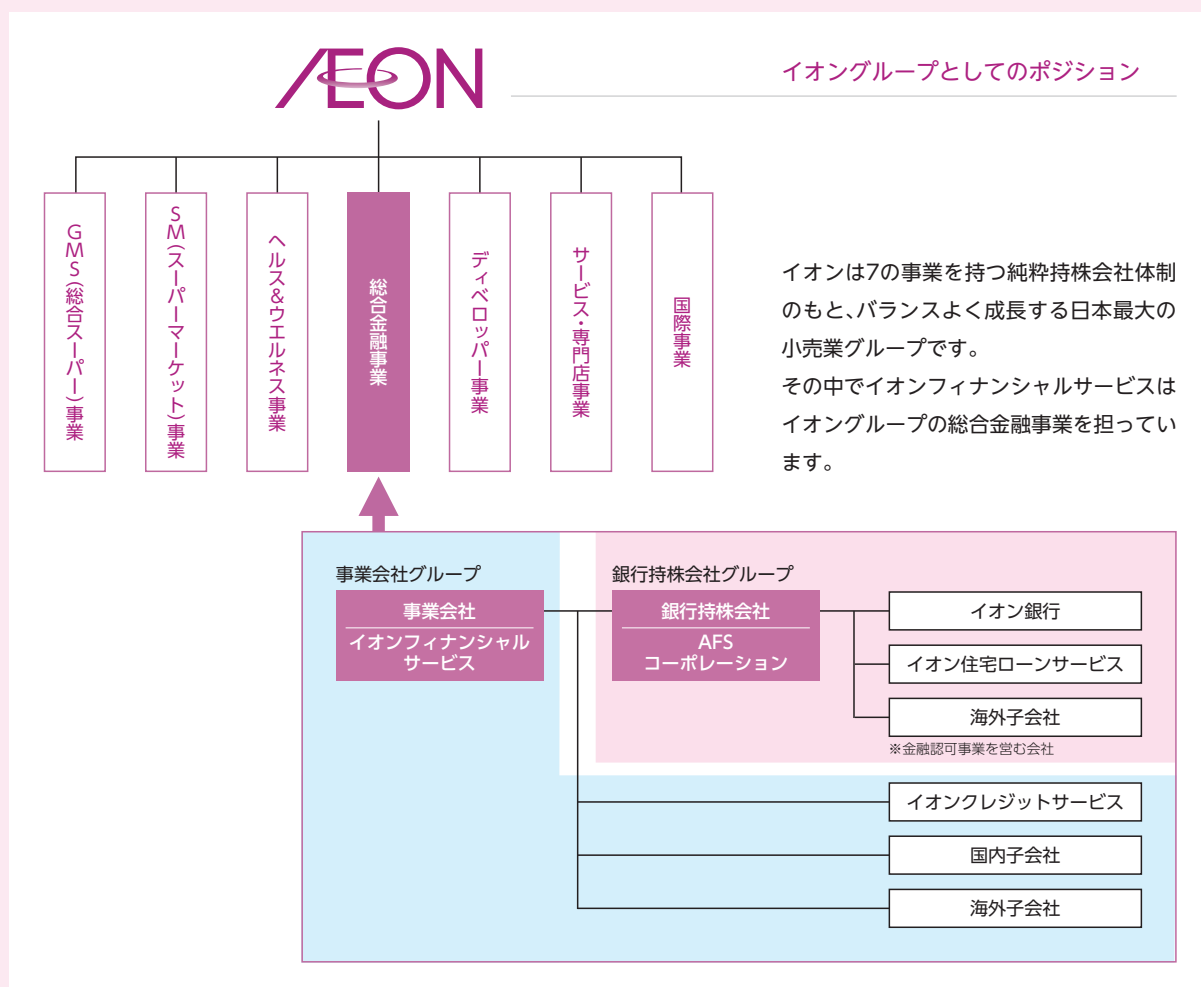 ÆON
イオングループとしてのポジション
GMS(総合スーパー)事業
SM(スーパーマーケット)事業
ヘルス&ウエルネス事業
総合金融事業
ディベロッパー事業
サービス・専門店事業
国際事業
イオンは7の事業を持つ純粋持株会社体制
のもと、バランスよく成長する日本最大の
小売業グループです。
その中でイオンフィナンシャルサービスは
イオングループの総合金融事業を担ってい
ます。
事業会社グループ
事業会社
イオンフィナンシャル
サービス
銀行持株会社グループ
銀行持株会社
AFS
コーポレーション
イオン銀行
イオン住宅ローンサービス
海外子会社
※金融認可事業を営む会社
イオンクレジットサービス
国内子会社
海外子会社